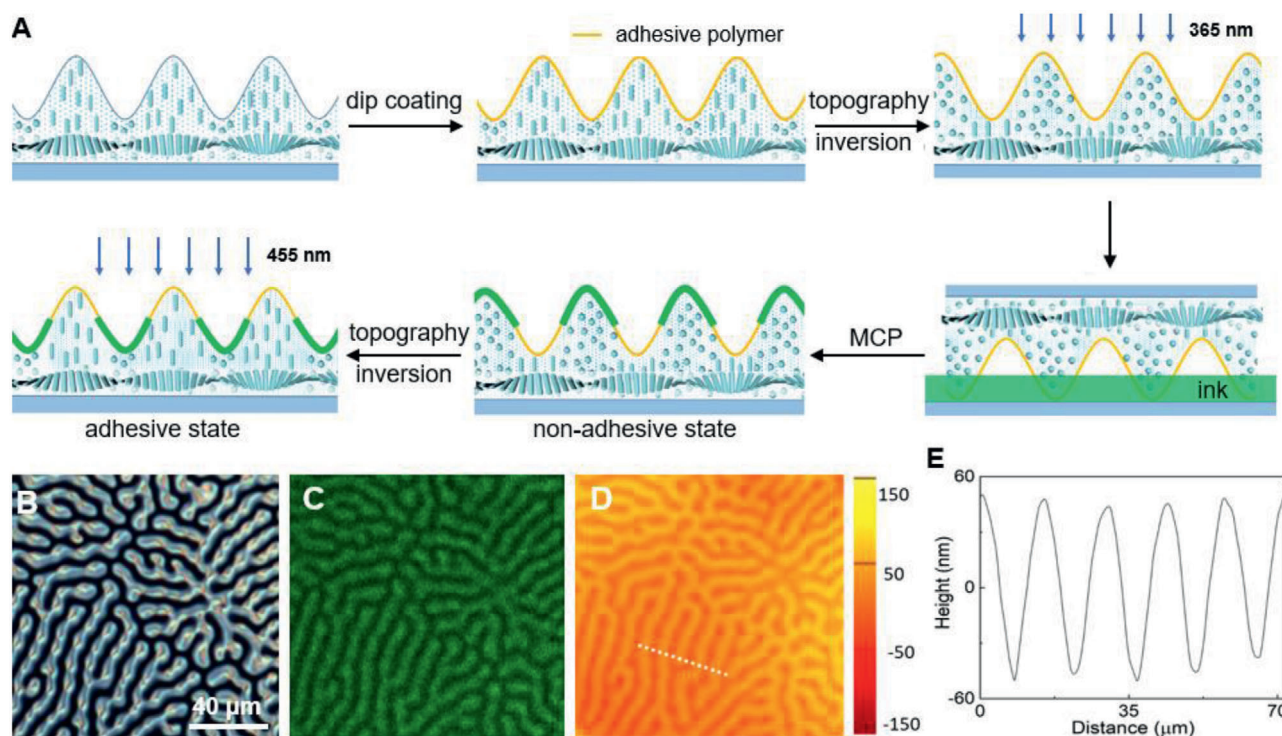 A
adhesive polymer
365 nm
dip coating
topography
inversion
455 nm
topography
inversion
MCP
ink
adhesive state
non-adhesive state
B
40 µm
C
D
150
50
-50
-150
E
60
0
-60
Height (nm)
0
35
70
Distance (µm)